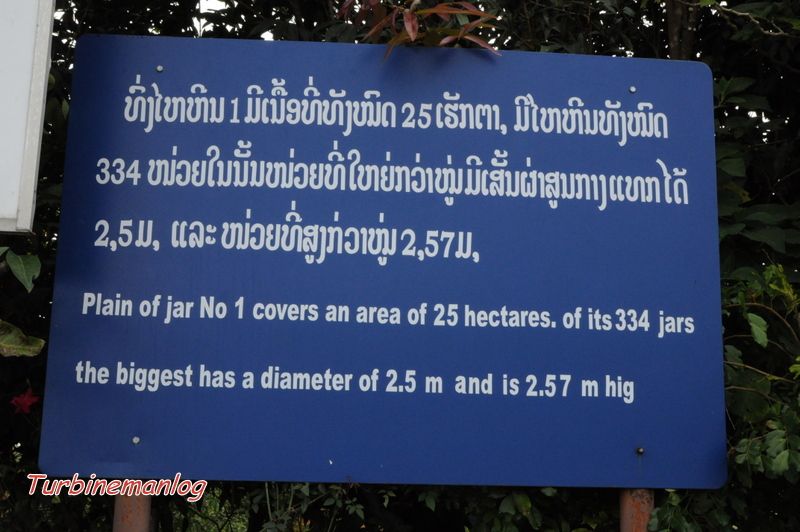 ທົ່ງໄຫຫີນ 1 ມີເນື້ອທີ່ທັງໝົດ 25 ເຮັກຕາ, ມີໄຫຫີນທັງໝົດ
334 ໜ່ວຍໃນນັ້ນໜ່ວຍທີ່ໃຫຍ່ກວ່າໝູ່ ມີເສັ້ນຜ່າສູນກາງ ແທກໄດ້
2,5ມ, ແລະ ໜ່ວຍທີ່ສູງກ່ວາໝູ່ 2,57ມ,
Plain of jar No 1 covers an area of 25 hectares. of its 334 jars
the biggest has a diameter of 2.5 m and is 2.57 m hig
Turbinemanlog